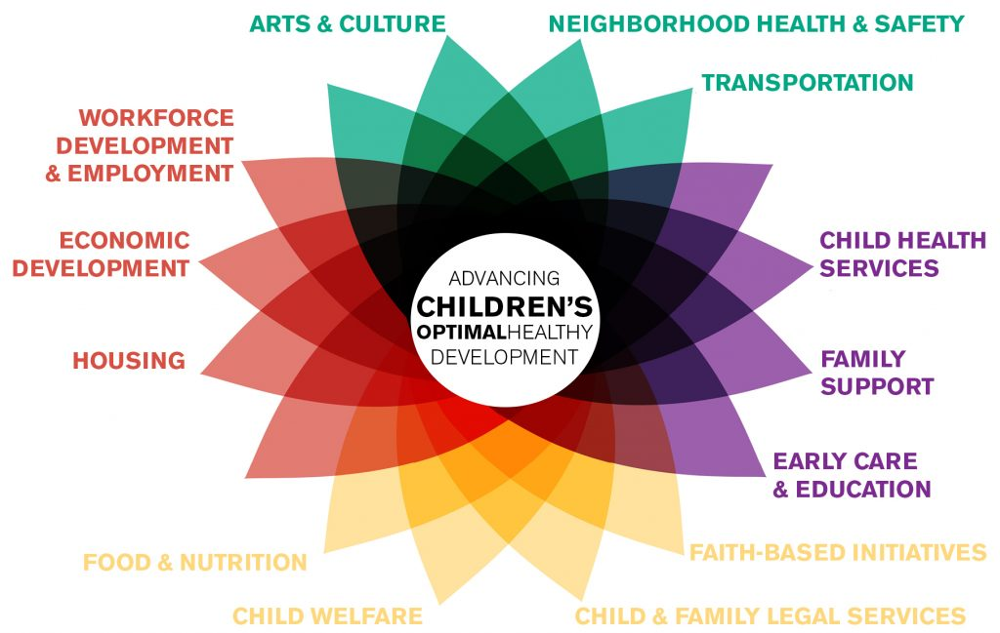 ARTS & CULTURE
NEIGHBORHOOD HEALTH & SAFETY
TRANSPORTATION
WORKFORCE
DEVELOPMENT
& EMPLOYMENT
ECONOMIC
DEVELOPMENT
HOUSING
ADVANCING
CHILDREN'S
OPTIMALHEALTHY
DEVELOPMENT
CHILD HEALTH
SERVICES
FAMILY
SUPPORT
EARLY CARE
& EDUCATION
FOOD & NUTRITION
FAITH-BASED INITIATIVES
CHILD WELFARE
CHILD & FAMILY LEGAL SERVICES